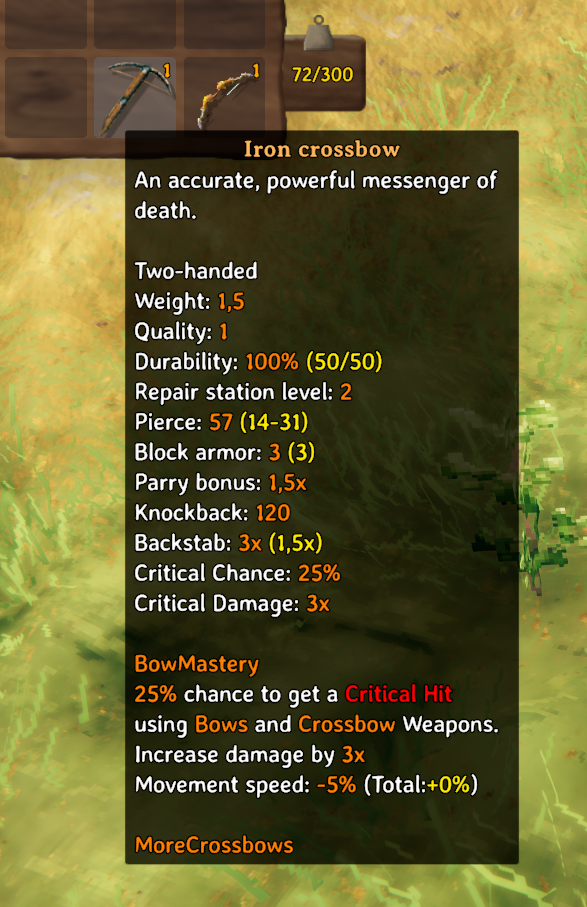 1
1
72/300
Iron crossbow
An accurate, powerful messenger of
death.
Two-handed
Weight: 1,5
Quality: 1
Durability: 100% (50/50)
Repair station level: 2
Pierce: 57 (14-31)
Block armor: 3 (3)
Parry bonus: 1,5x
Knockback: 120
Backstab: 3x (1,5x)
Critical Chance: 25%
Critical Damage: 3x
BowMastery
25% chance to get a Critical Hit
using Bows and Crossbow Weapons.
Increase damage by 3x
Movement speed: -5% (Total:+0%)
MoreCrossbows